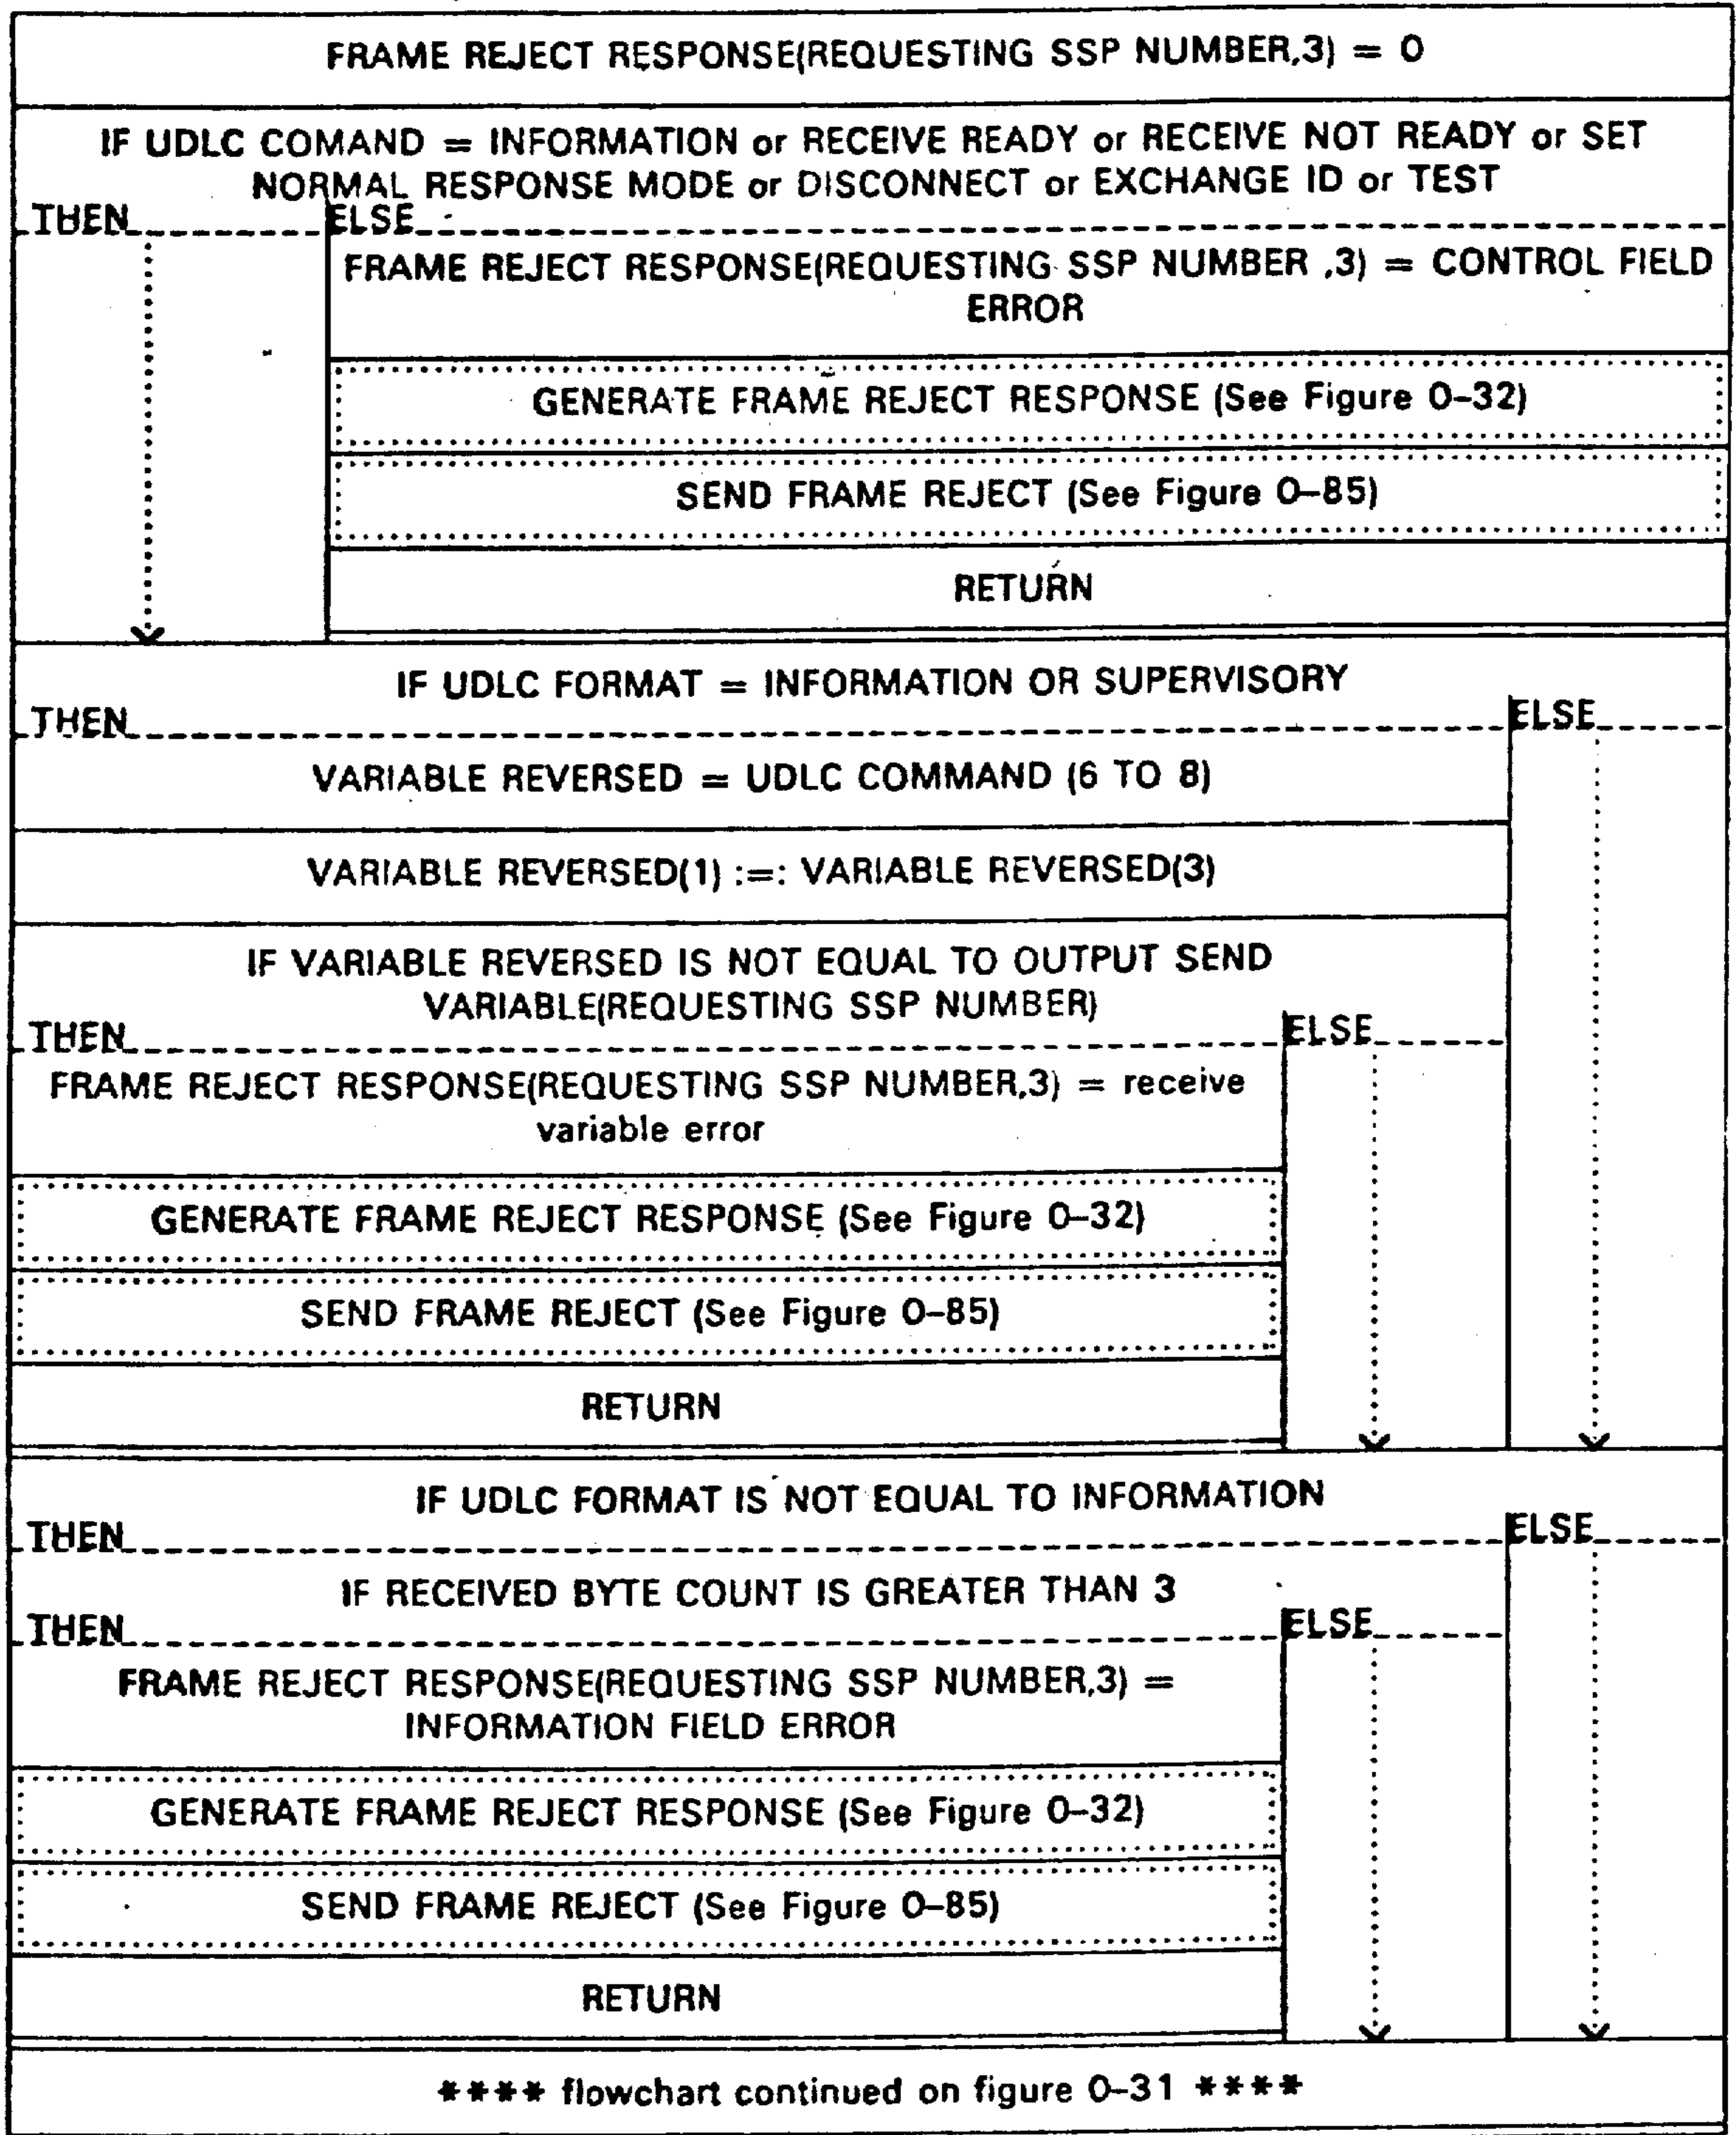 FRAME REJECT RESPONSE(REQUESTING SSP NUMBER,3) = 0
IF UDLC COMAND = INFORMATION or RECEIVE READY or RECEIVE NOT READY or SET
NORMAL RESPONSE MODE or DISCONNECT or EXCHANGE ID or TEST
THEN ELSE
FRAME REJECT RESPONSE(REQUESTING SSP NUMBER ,3) = CONTROL FIELD
ERROR
GENERATE FRAME REJECT RESPONSE (See Figure O-32)
SEND FRAME REJECT (See Figure O-85)
RETURN
IF UDLC FORMAT = INFORMATION OR SUPERVISORY
THEN ELSE
VARIABLE REVERSED = UDLC COMMAND (6 TO 8)
VARIABLE REVERSED(1) :=: VARIABLE REVERSED(3)
IF VARIABLE REVERSED IS NOT EQUAL TO OUTPUT SEND
VARIABLE(REQUESTING SSP NUMBER)
THEN ELSE
FRAME REJECT RESPONSE(REQUESTING SSP NUMBER,3) = receive
variable error
GENERATE FRAME REJECT RESPONSE (See Figure O-32)
SEND FRAME REJECT (See Figure O-85)
RETURN
IF UDLC FORMAT IS NOT EQUAL TO INFORMATION
THEN ELSE
IF RECEIVED BYTE COUNT IS GREATER THAN 3
THEN ELSE
FRAME REJECT RESPONSE(REQUESTING SSP NUMBER,3) =
INFORMATION FIELD ERROR
GENERATE FRAME REJECT RESPONSE (See Figure O-32)
SEND FRAME REJECT (See Figure O-85)
RETURN
**** flowchart continued on figure O-31 ****